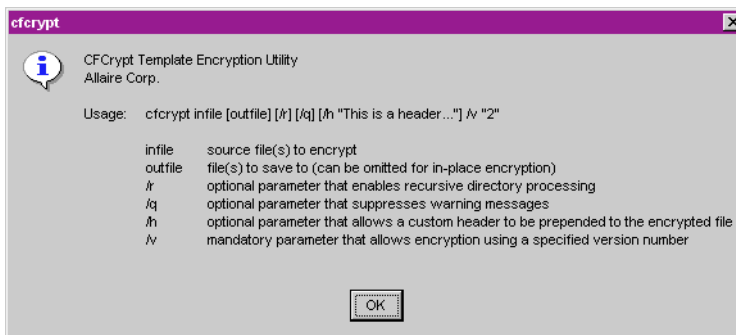 cfcrypt
CFCrypt Template Encryption Utility
Allaire Corp.
Usage: cfcrypt infile [outfile] [/r] [/q] [/h "This is a header..."] /v "2"
infile source file(s) to encrypt
outfile file(s) to save to (can be omitted for in-place encryption)
/r optional parameter that enables recursive directory processing
/q optional parameter that suppresses warning messages
/h optional parameter that allows a custom header to be prepended to the encrypted file
/v mandatory parameter that allows encryption using a specified version number
OK